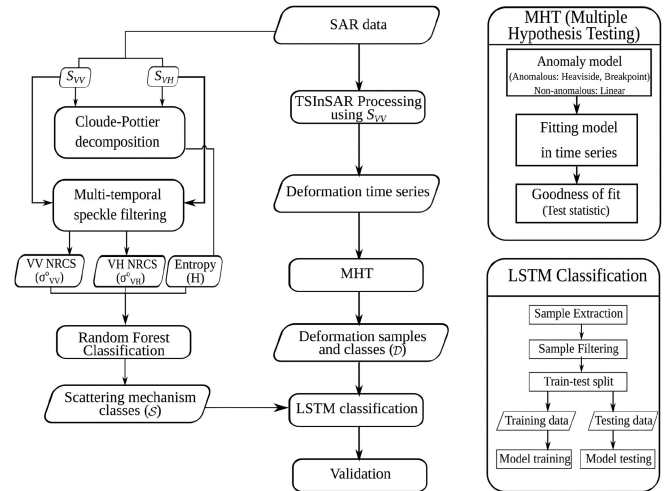 SAR data
S_VV
S_VH
Cloude-Pottier
decomposition
Multi-temporal
speckle filtering
VV NRCS
(σ⁰_VV)
VH NRCS
(σ⁰_VH)
Entropy
(H)
Random Forest
Classification
Scattering mechanism
classes (𝒮)
TSInSAR Processing
using S_VV
Deformation time series
MHT
Deformation samples
and classes (𝒟)
LSTM classification
Validation
MHT (Multiple
Hypothesis Testing)
Anomaly model
(Anomalous: Heaviside, Breakpoint)
Non-anomalous: Linear
Fitting model
in time series
Goodness of fit
(Test statistic)
LSTM Classification
Sample Extraction
Sample Filtering
Train-test split
Training data
Testing data
Model training
Model testing